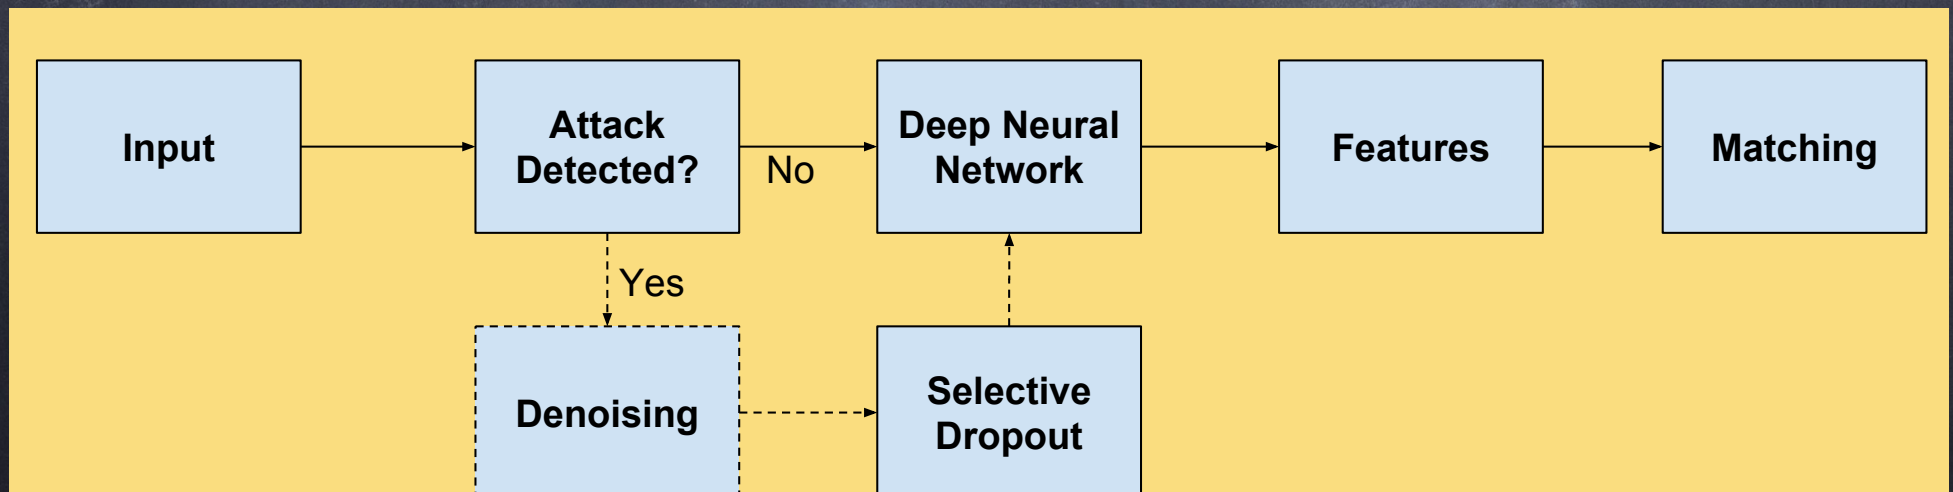 Input
Attack
Detected?
No
Deep Neural
Network
Features
Matching
Yes
Denoising
Selective
Dropout